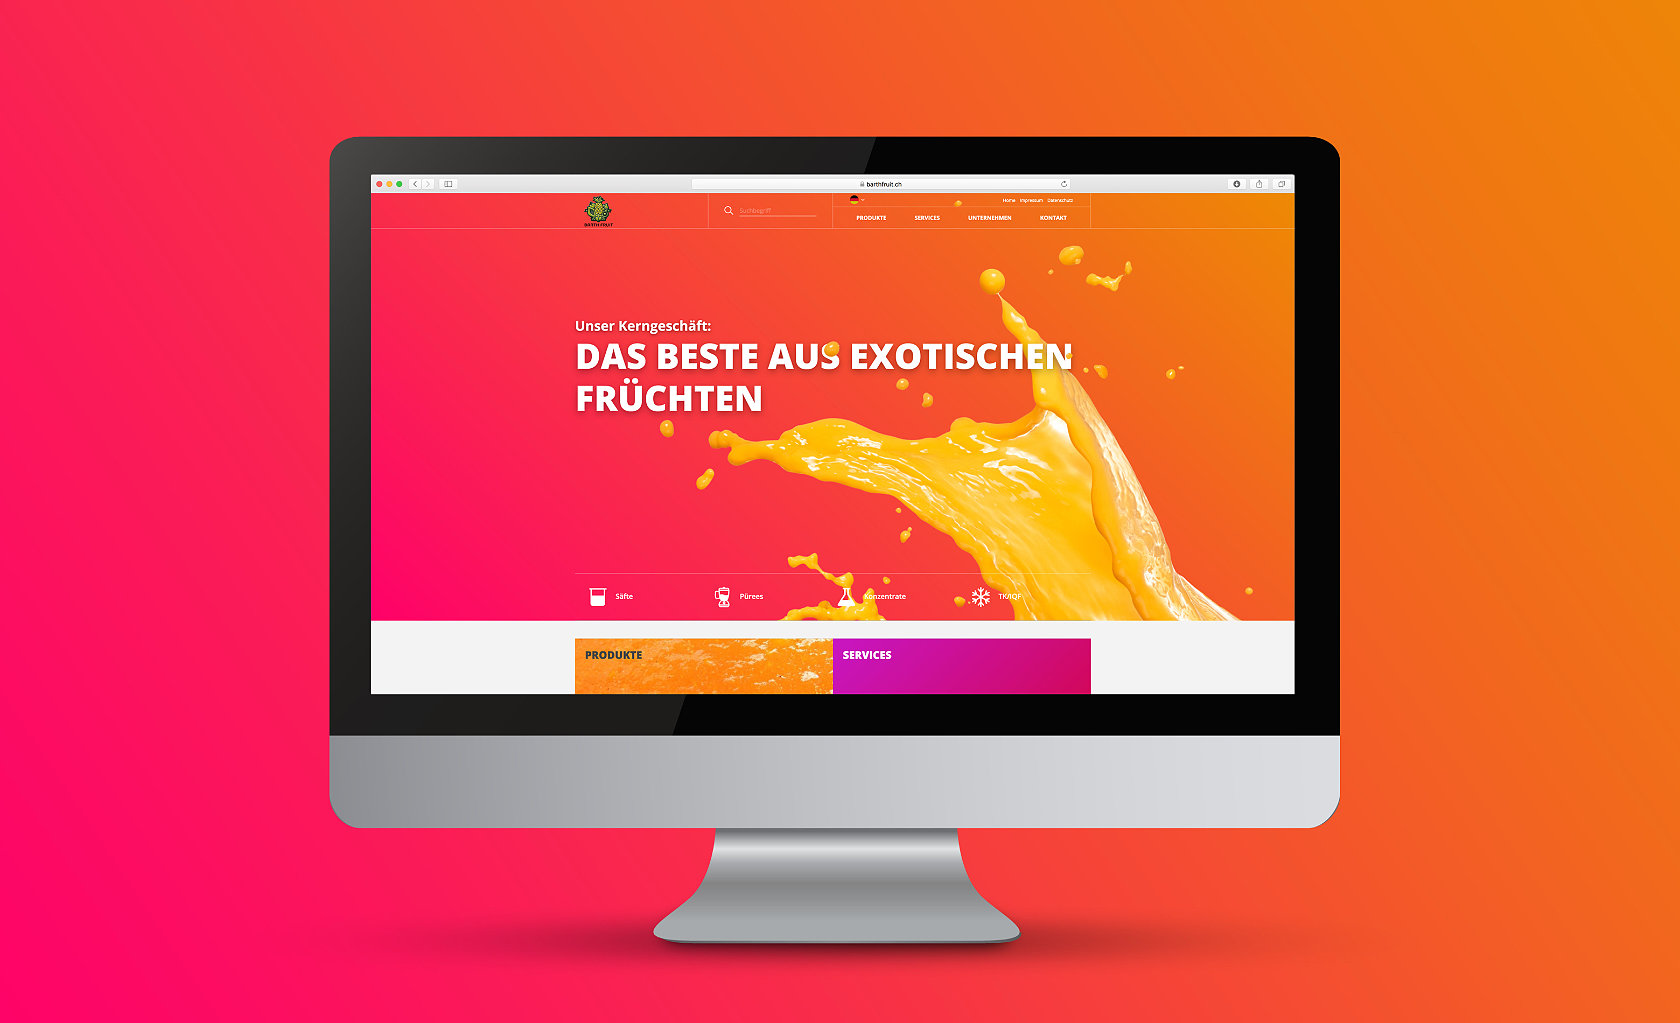 barthfruit.ch
BARTH FRUIT
Suchbegriff
Home Impressum Datenschutz
PRODUKTE SERVICES UNTERNEHMEN KONTAKT
Unser Kerngeschäft:
DAS BESTE AUS EXOTISCHEN
FRÜCHTEN
Säfte Pürees Konzentrate TK/IQF
PRODUKTE SERVICES